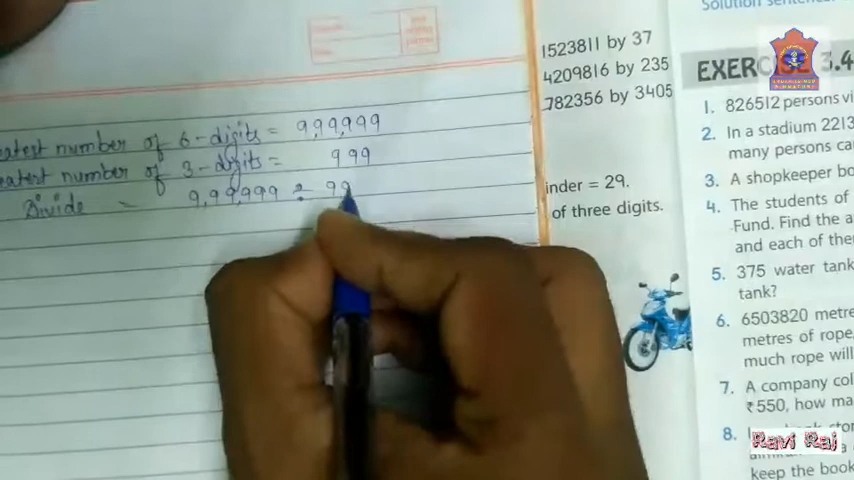 number of 6-digits = 9,99,999
number of 3-digits = 999
Divide - 9,99,999 ÷ 99
1523811 by 37
4209816 by 235
782356 by 3405
inder = 29.
of three digits.
Solution
EXERCISE 3.4
1. 826512 persons vi
2. In a stadium 2213
many persons ca
3. A shopkeeper bo
4. The students of
Fund. Find the
and each of the
5. 375 water tank
tank?
6. 6503820 metre
metres of rope
much rope will
7. A company col
₹550, how ma
8.
keep the book
Ravi Raj